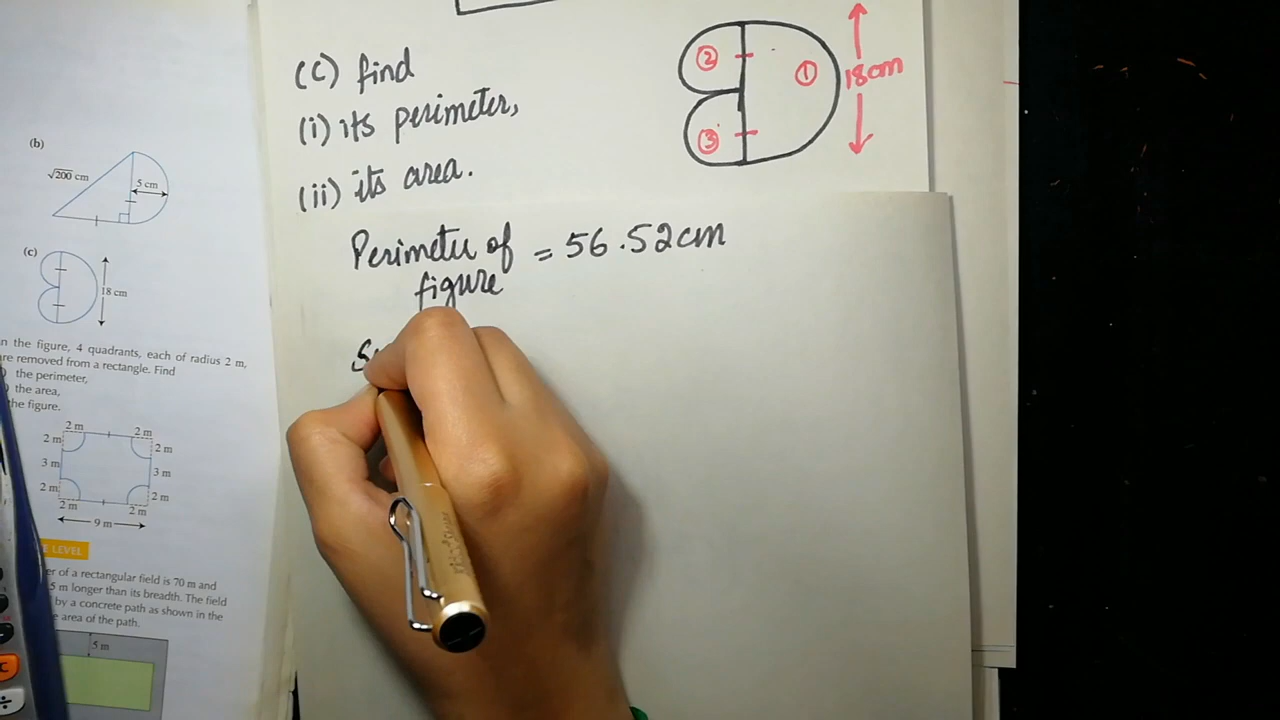 (c) find
(i) its perimeter,
(ii) its area.
②
①
③
18cm
Perimeter of = 56.52cm
figure
(b)
√200 cm
5 cm
(c)
18 cm
n the figure, 4 quadrants, each of radius 2 m,
re removed from a rectangle. Find
the perimeter,
the area,
the figure.
2 m
2 m
2 m
2 m
3 m
3 m
2 m
2 m
2 m
2 m
9 m
E LEVEL
er of a rectangular field is 70 m and
5 m longer than its breadth. The field
by a concrete path as shown in the
e area of the path.
5 m
C
÷